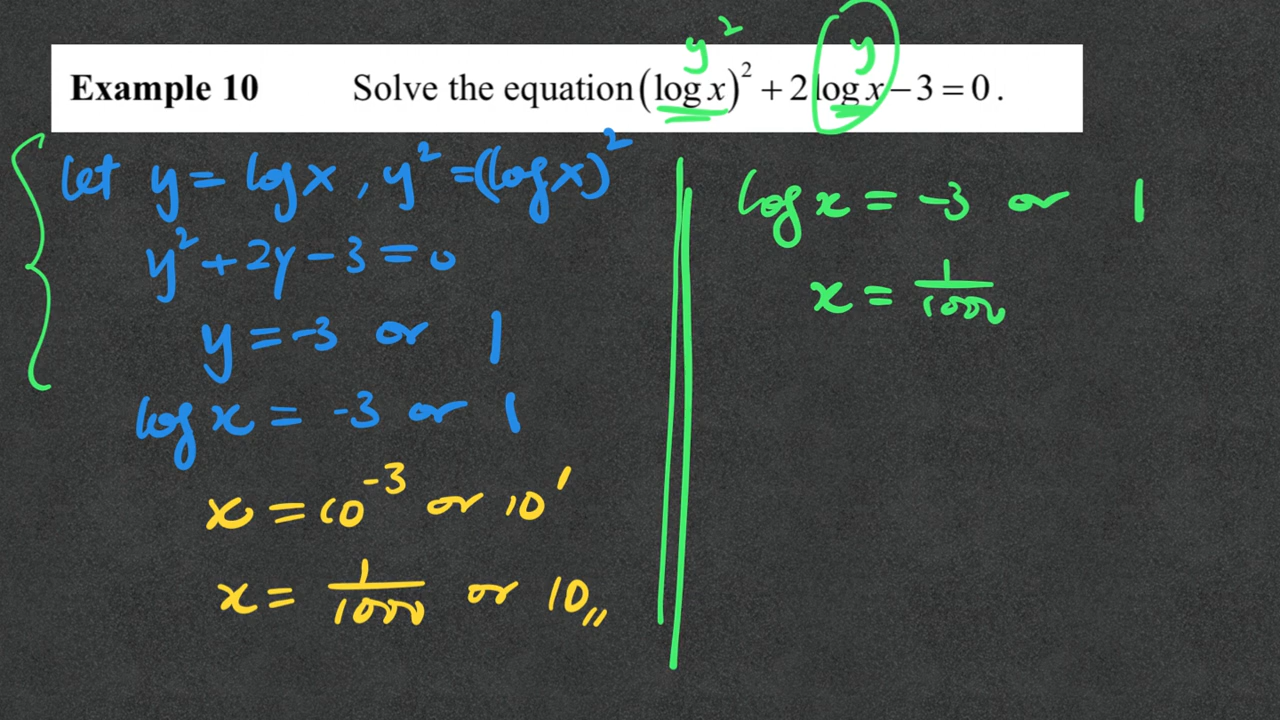 y² y
Example 10 Solve the equation (log x)² + 2 log x − 3 = 0.
let y = log x , y² = (log x)²
y² + 2y − 3 = 0
y = -3 or 1
log x = -3 or 1
x = 10⁻³ or 10¹
x = 1/1000 or 10,,
log x = -3 or 1
x = 1/1000